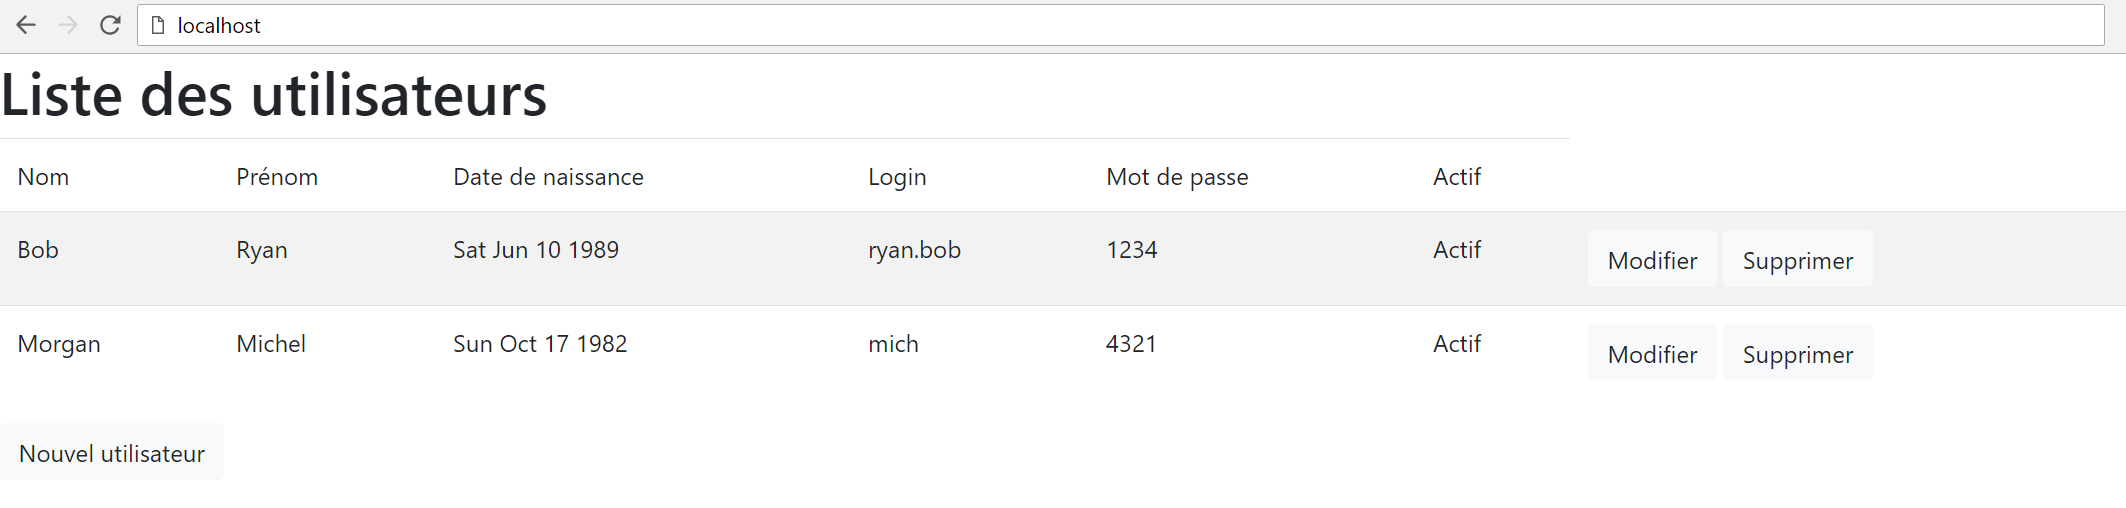 localhost
Liste des utilisateurs
Nom Prénom Date de naissance Login Mot de passe Actif
Bob Ryan Sat Jun 10 1989 ryan.bob 1234 Actif Modifier Supprimer
Morgan Michel Sun Oct 17 1982 mich 4321 Actif Modifier Supprimer
Nouvel utilisateur